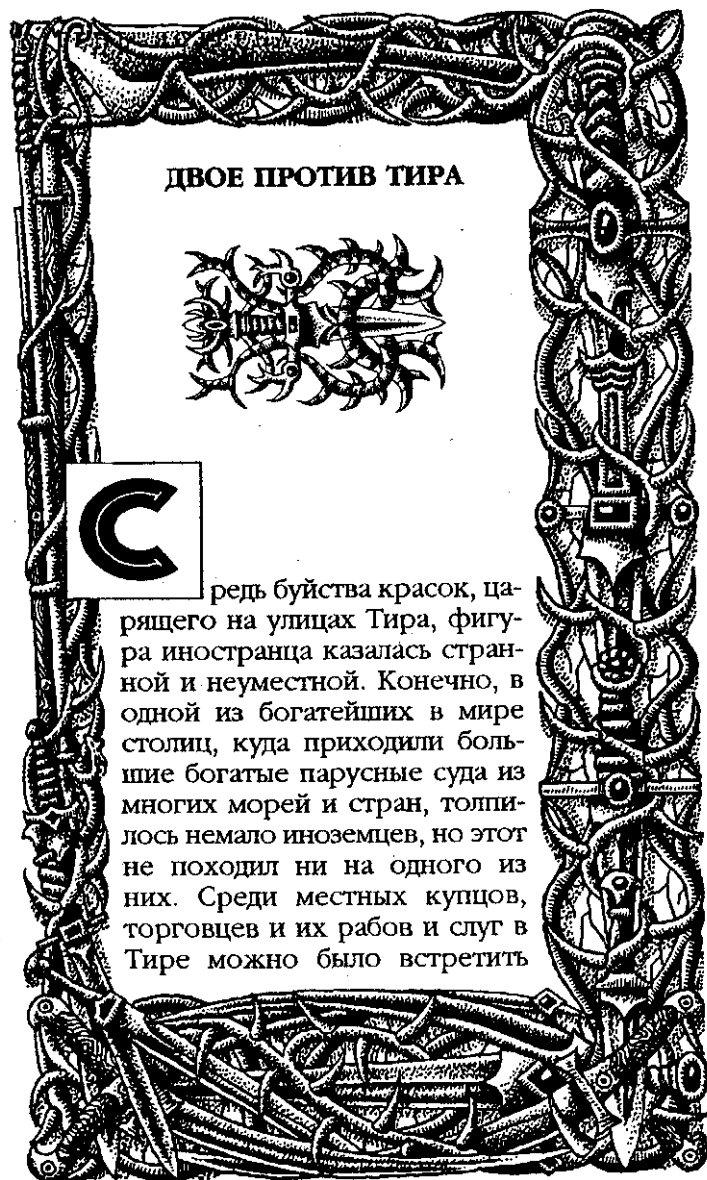 ДВОЕ ПРОТИВ ТИРА
Средь буйства красок, ца-
рящего на улицах Тира, фигу-
ра иностранца казалась стран-
ной и неуместной. Конечно, в
одной из богатейших в мире
столиц, куда приходили боль-
шие богатые парусные суда из
многих морей и стран, толпи-
лось немало иноземцев, но этот
не походил ни на одного из
них. Среди местных купцов,
торговцев и их рабов и слуг в
Тире можно было встретить